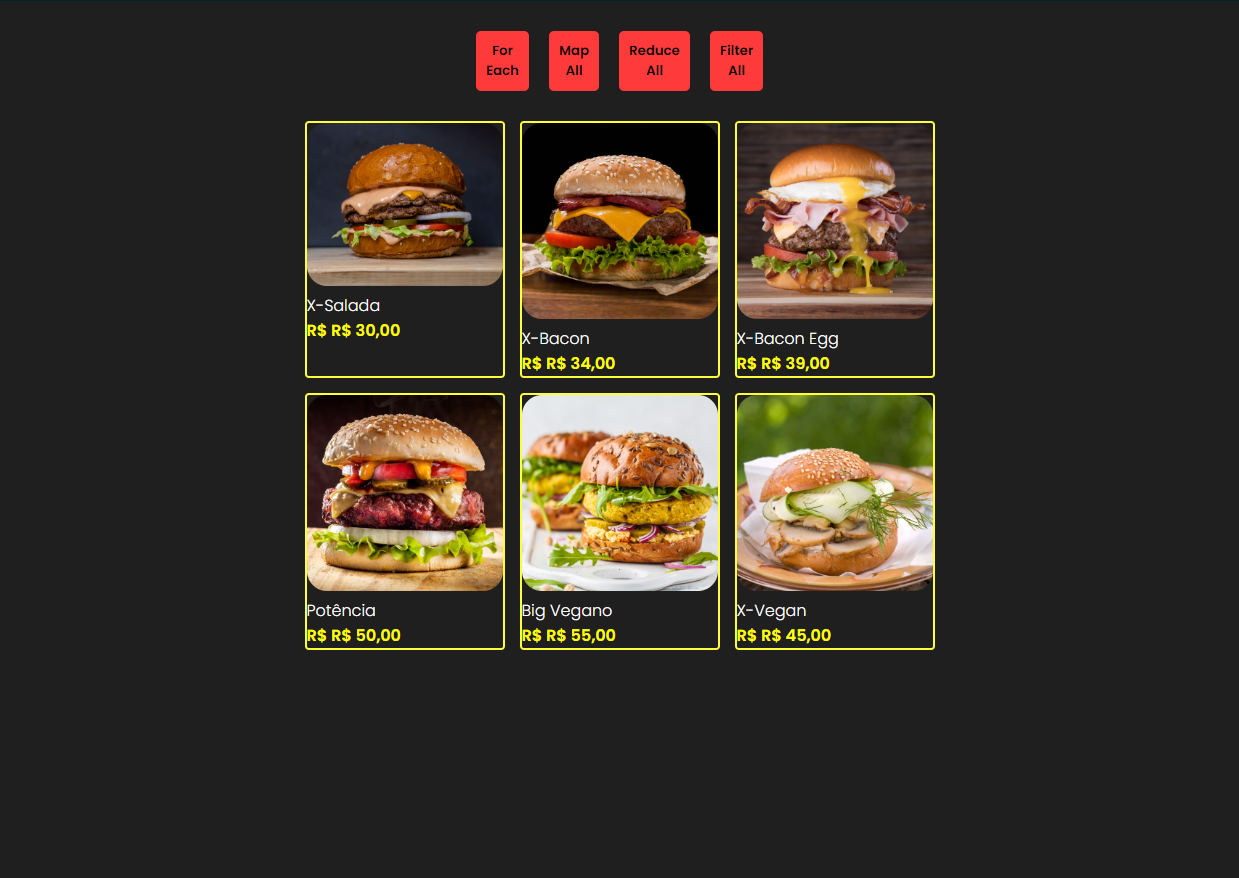 For
Each
Map
All
Reduce
All
Filter
All
X-Salada
R$ R$ 30,00
X-Bacon
R$ R$ 34,00
X-Bacon Egg
R$ R$ 39,00
Potência
R$ R$ 50,00
Big Vegano
R$ R$ 55,00
X-Vegan
R$ R$ 45,00